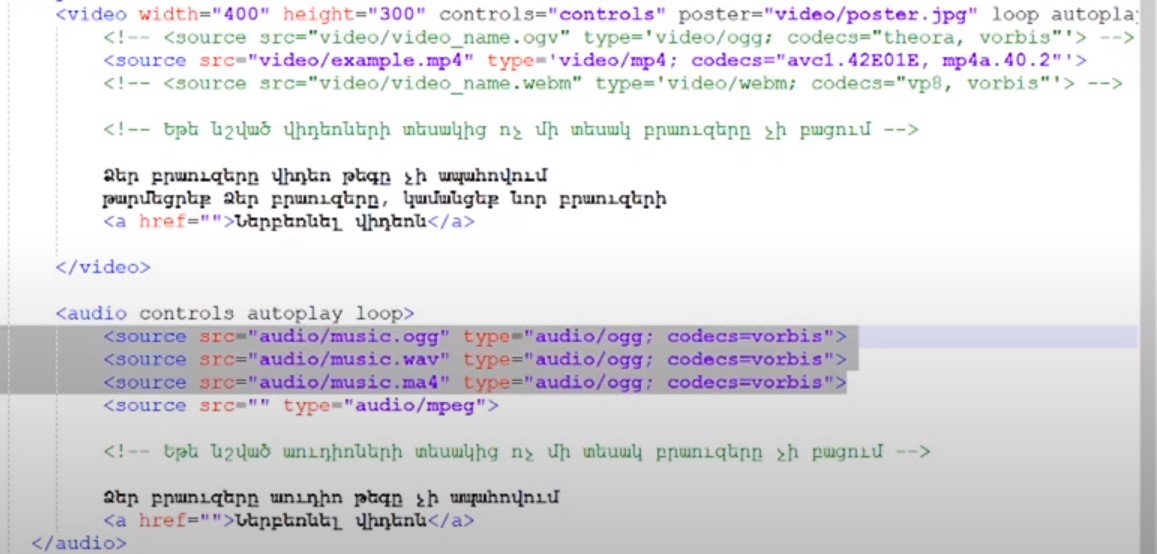 <video width="400" height="300" controls="controls" poster="video/poster.jpg" loop autopla
<!-- <source src="video/video_name.ogv" type='video/ogg; codecs="theora, vorbis"'> -->
<source src="video/example.mp4" type='video/mp4; codecs="avc1.42E01E, mp4a.40.2"'>
<!-- <source src="video/video_name.webm" type='video/webm; codecs="vp8, vorbis"'> -->
<!-- Եթե նշված վիդեոների տեսակից ոչ մի տեսակ բրաուզերը չի բացում -->
Ձեր բրաուզերը վիդեո թեգը չի ապահովում
թարմեցրեք Ձեր բրաուզերը, կամանցեք նոր բրաուզերի
<a href="">Ներբեռնել վիդեոն</a>
</video>
<audio controls autoplay loop>
<source src="audio/music.ogg" type="audio/ogg; codecs=vorbis">
<source src="audio/music.wav" type="audio/ogg; codecs=vorbis">
<source src="audio/music.ma4" type="audio/ogg; codecs=vorbis">
<source src="" type="audio/mpeg">
<!-- Եթե նշված աուդիոների տեսակից ոչ մի տեսակ բրաուզերը չի բացում -->
Ձեր բրաուզերը աուդիո թեգը չի ապահովում
<a href="">Ներբեռնել վիդեոն</a>
</audio>